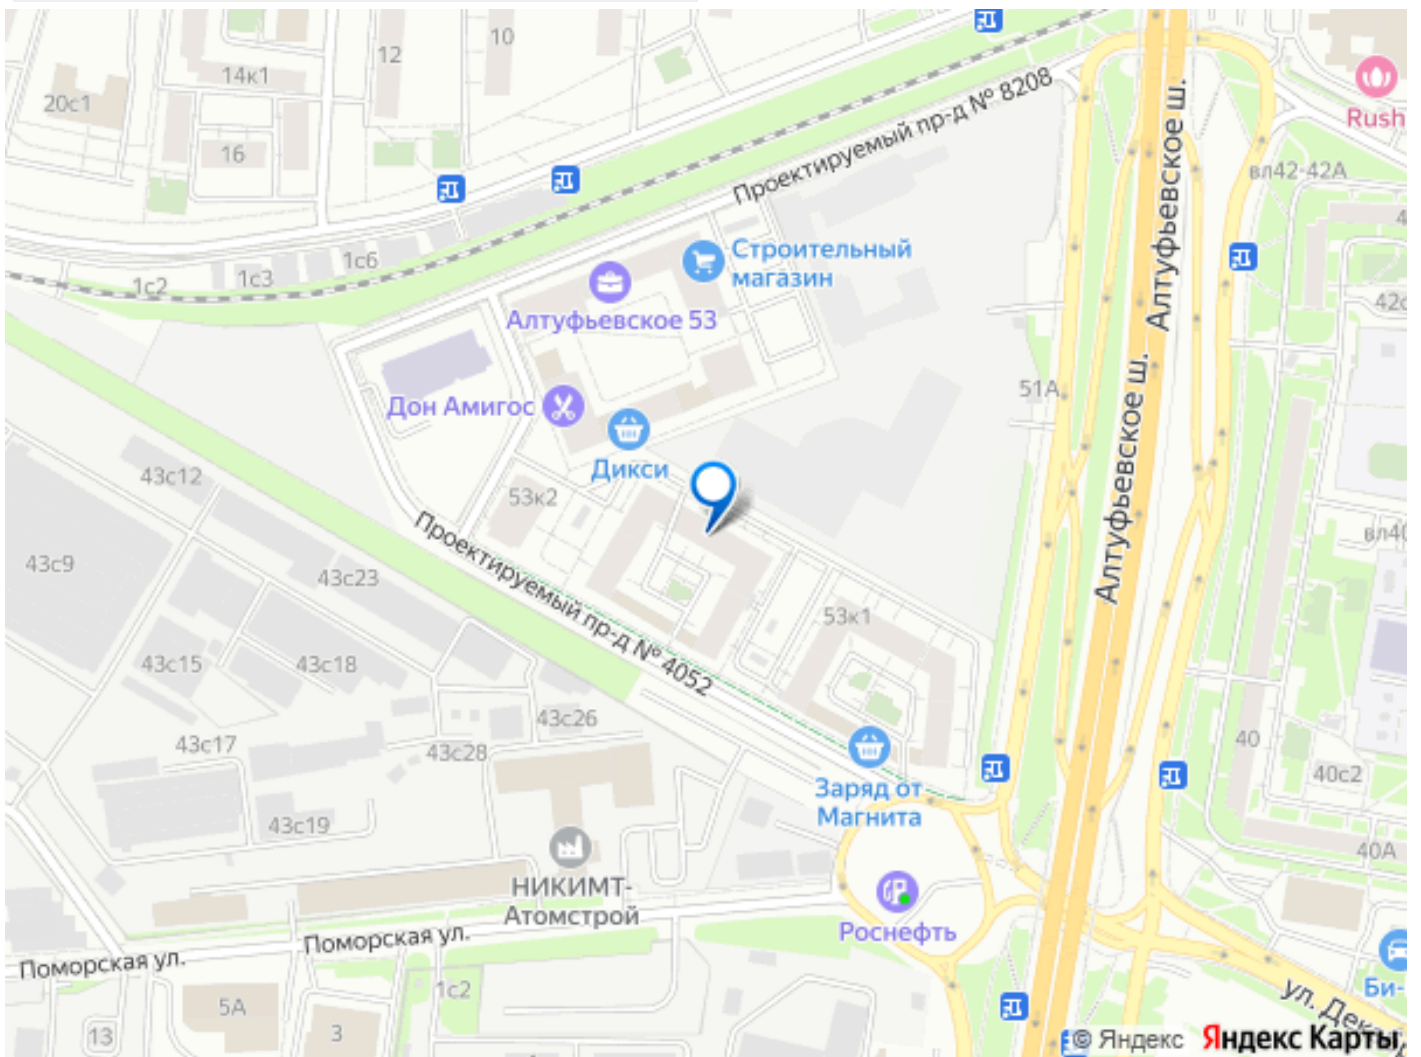 10
12
14к1
20с1
16
Rush
Проектируемый пр-д № 8208
Алтуфьевское ш.
вл42-42А
1с6
1с3
1с2
Строительный
магазин
Алтуфьевское 53
42с
51А
Алтуфьевское ш.
Дон Амигос
Дикси
43с12
53к2
Проектируемый пр-д № 4052
вл40
43с9
43с23
53к1
43с15
43с18
43с26
43с17
43с28
40
40с2
Заряд от
Магнита
43с19
40А
НИКИМТ-
Атомстрой
Роснефть
Поморская ул.
Поморская ул.
Би-
1с2
5А
3
13
ул. Дек
© Яндекс
Яндекс Карты